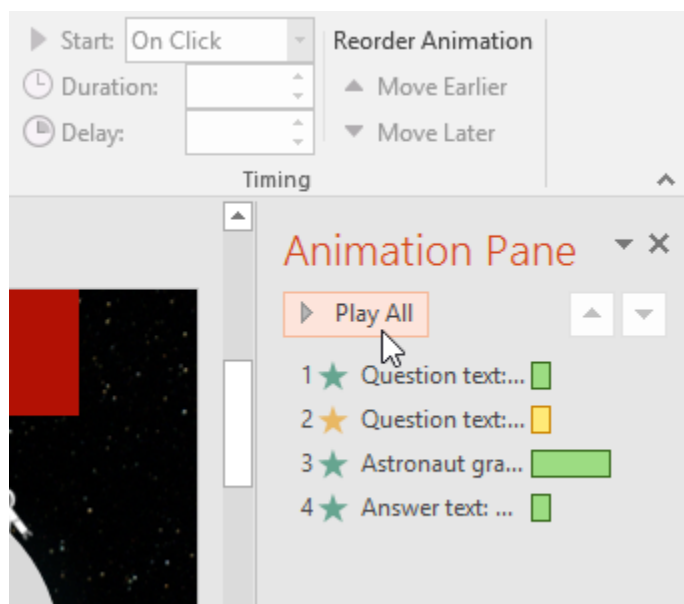 Start: On Click
Reorder Animation
Duration:
Move Earlier
Delay:
Move Later
Timing
Animation Pane
Play All
1 Question text:...
2 Question text:...
3 Astronaut gra...
4 Answer text: ...